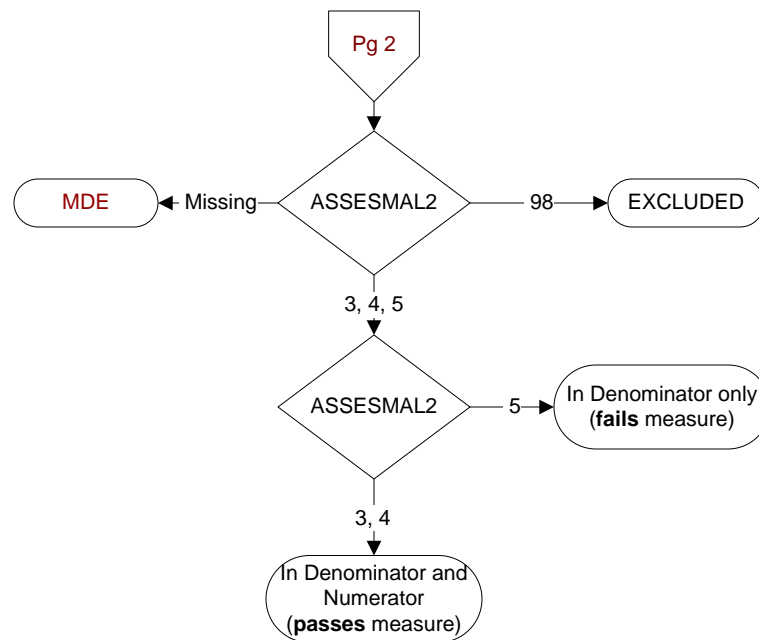 Pg 2
MDE
Missing
ASSESMAL2
98
EXCLUDED
3, 4, 5
ASSESMAL2
5
In Denominator only
(fails measure)
3, 4
In Denominator and
Numerator
(passes measure)